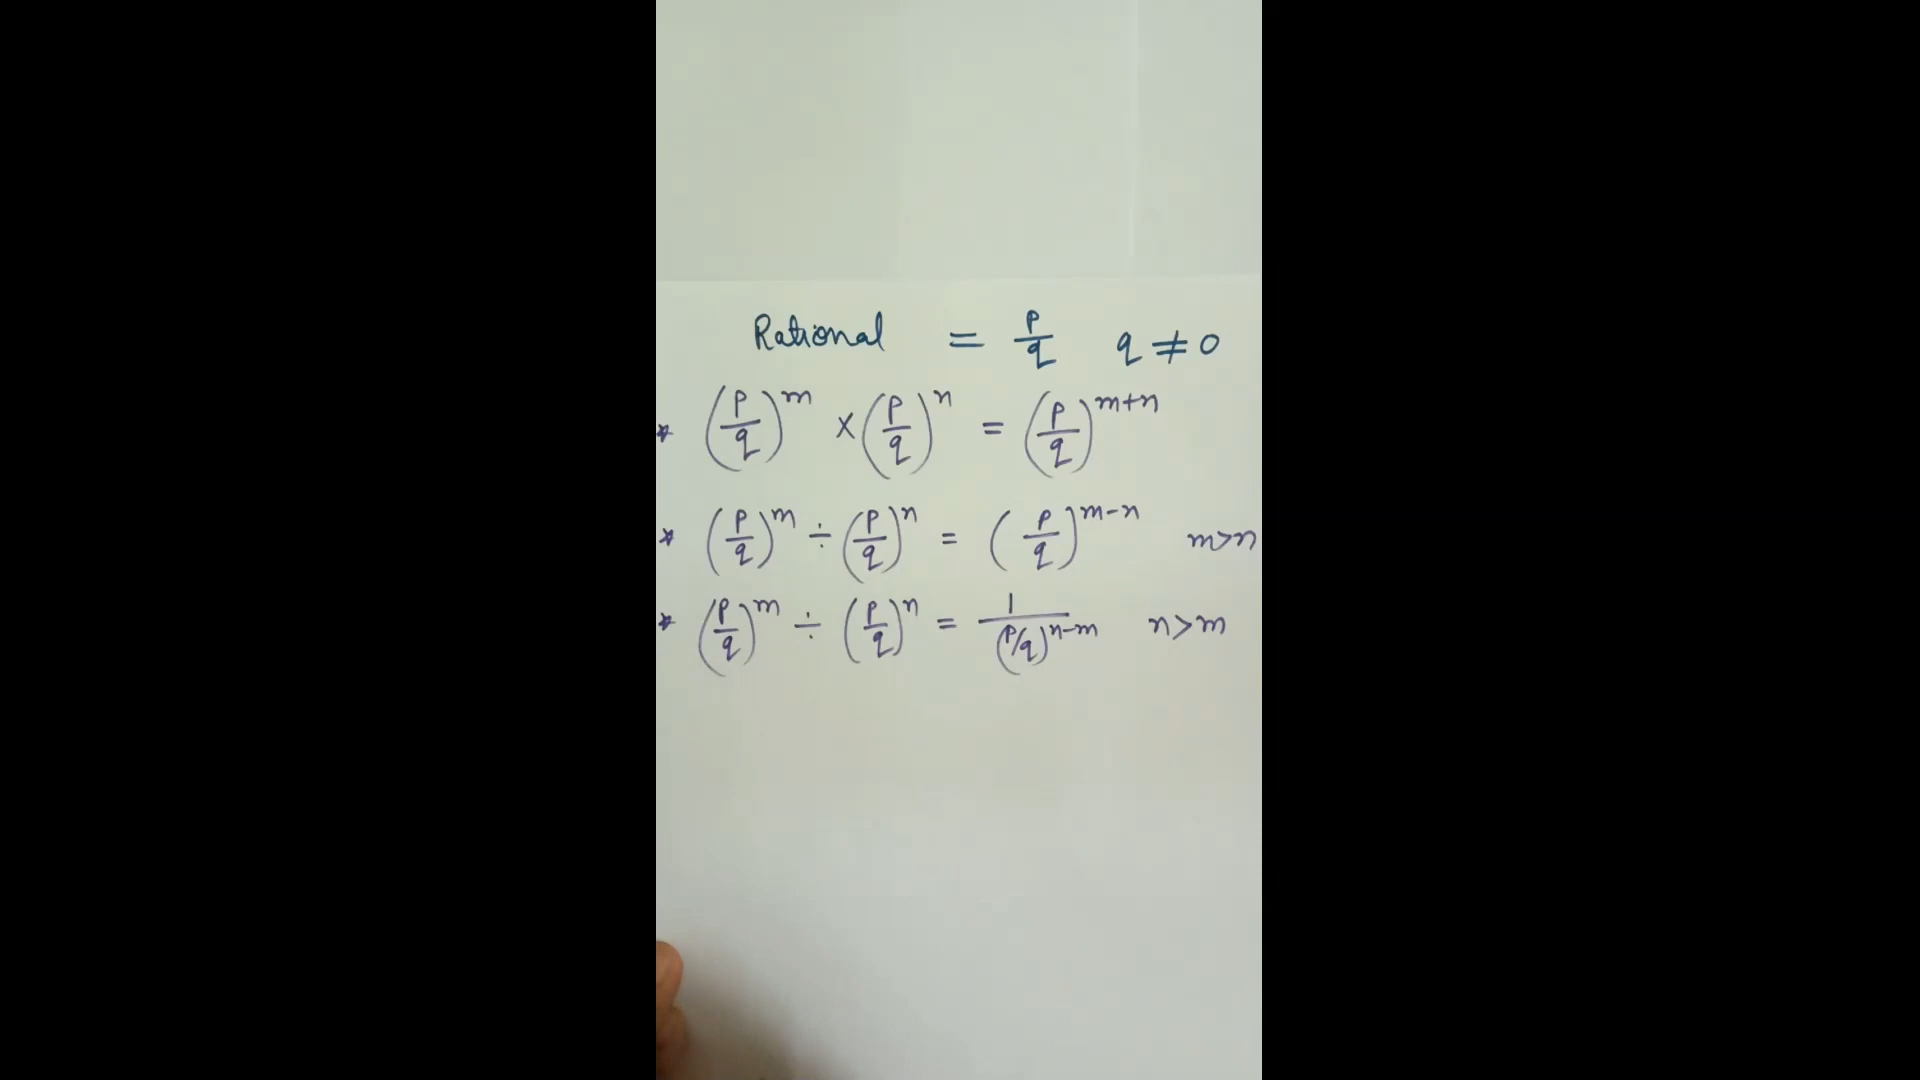 Rational = p/q q ≠ 0
* (p/q)^m × (p/q)^n = (p/q)^m+n
* (p/q)^m ÷ (p/q)^n = (p/q)^m-n m>n
* (p/q)^m ÷ (p/q)^n = 1/(p/q)^n-m n>m